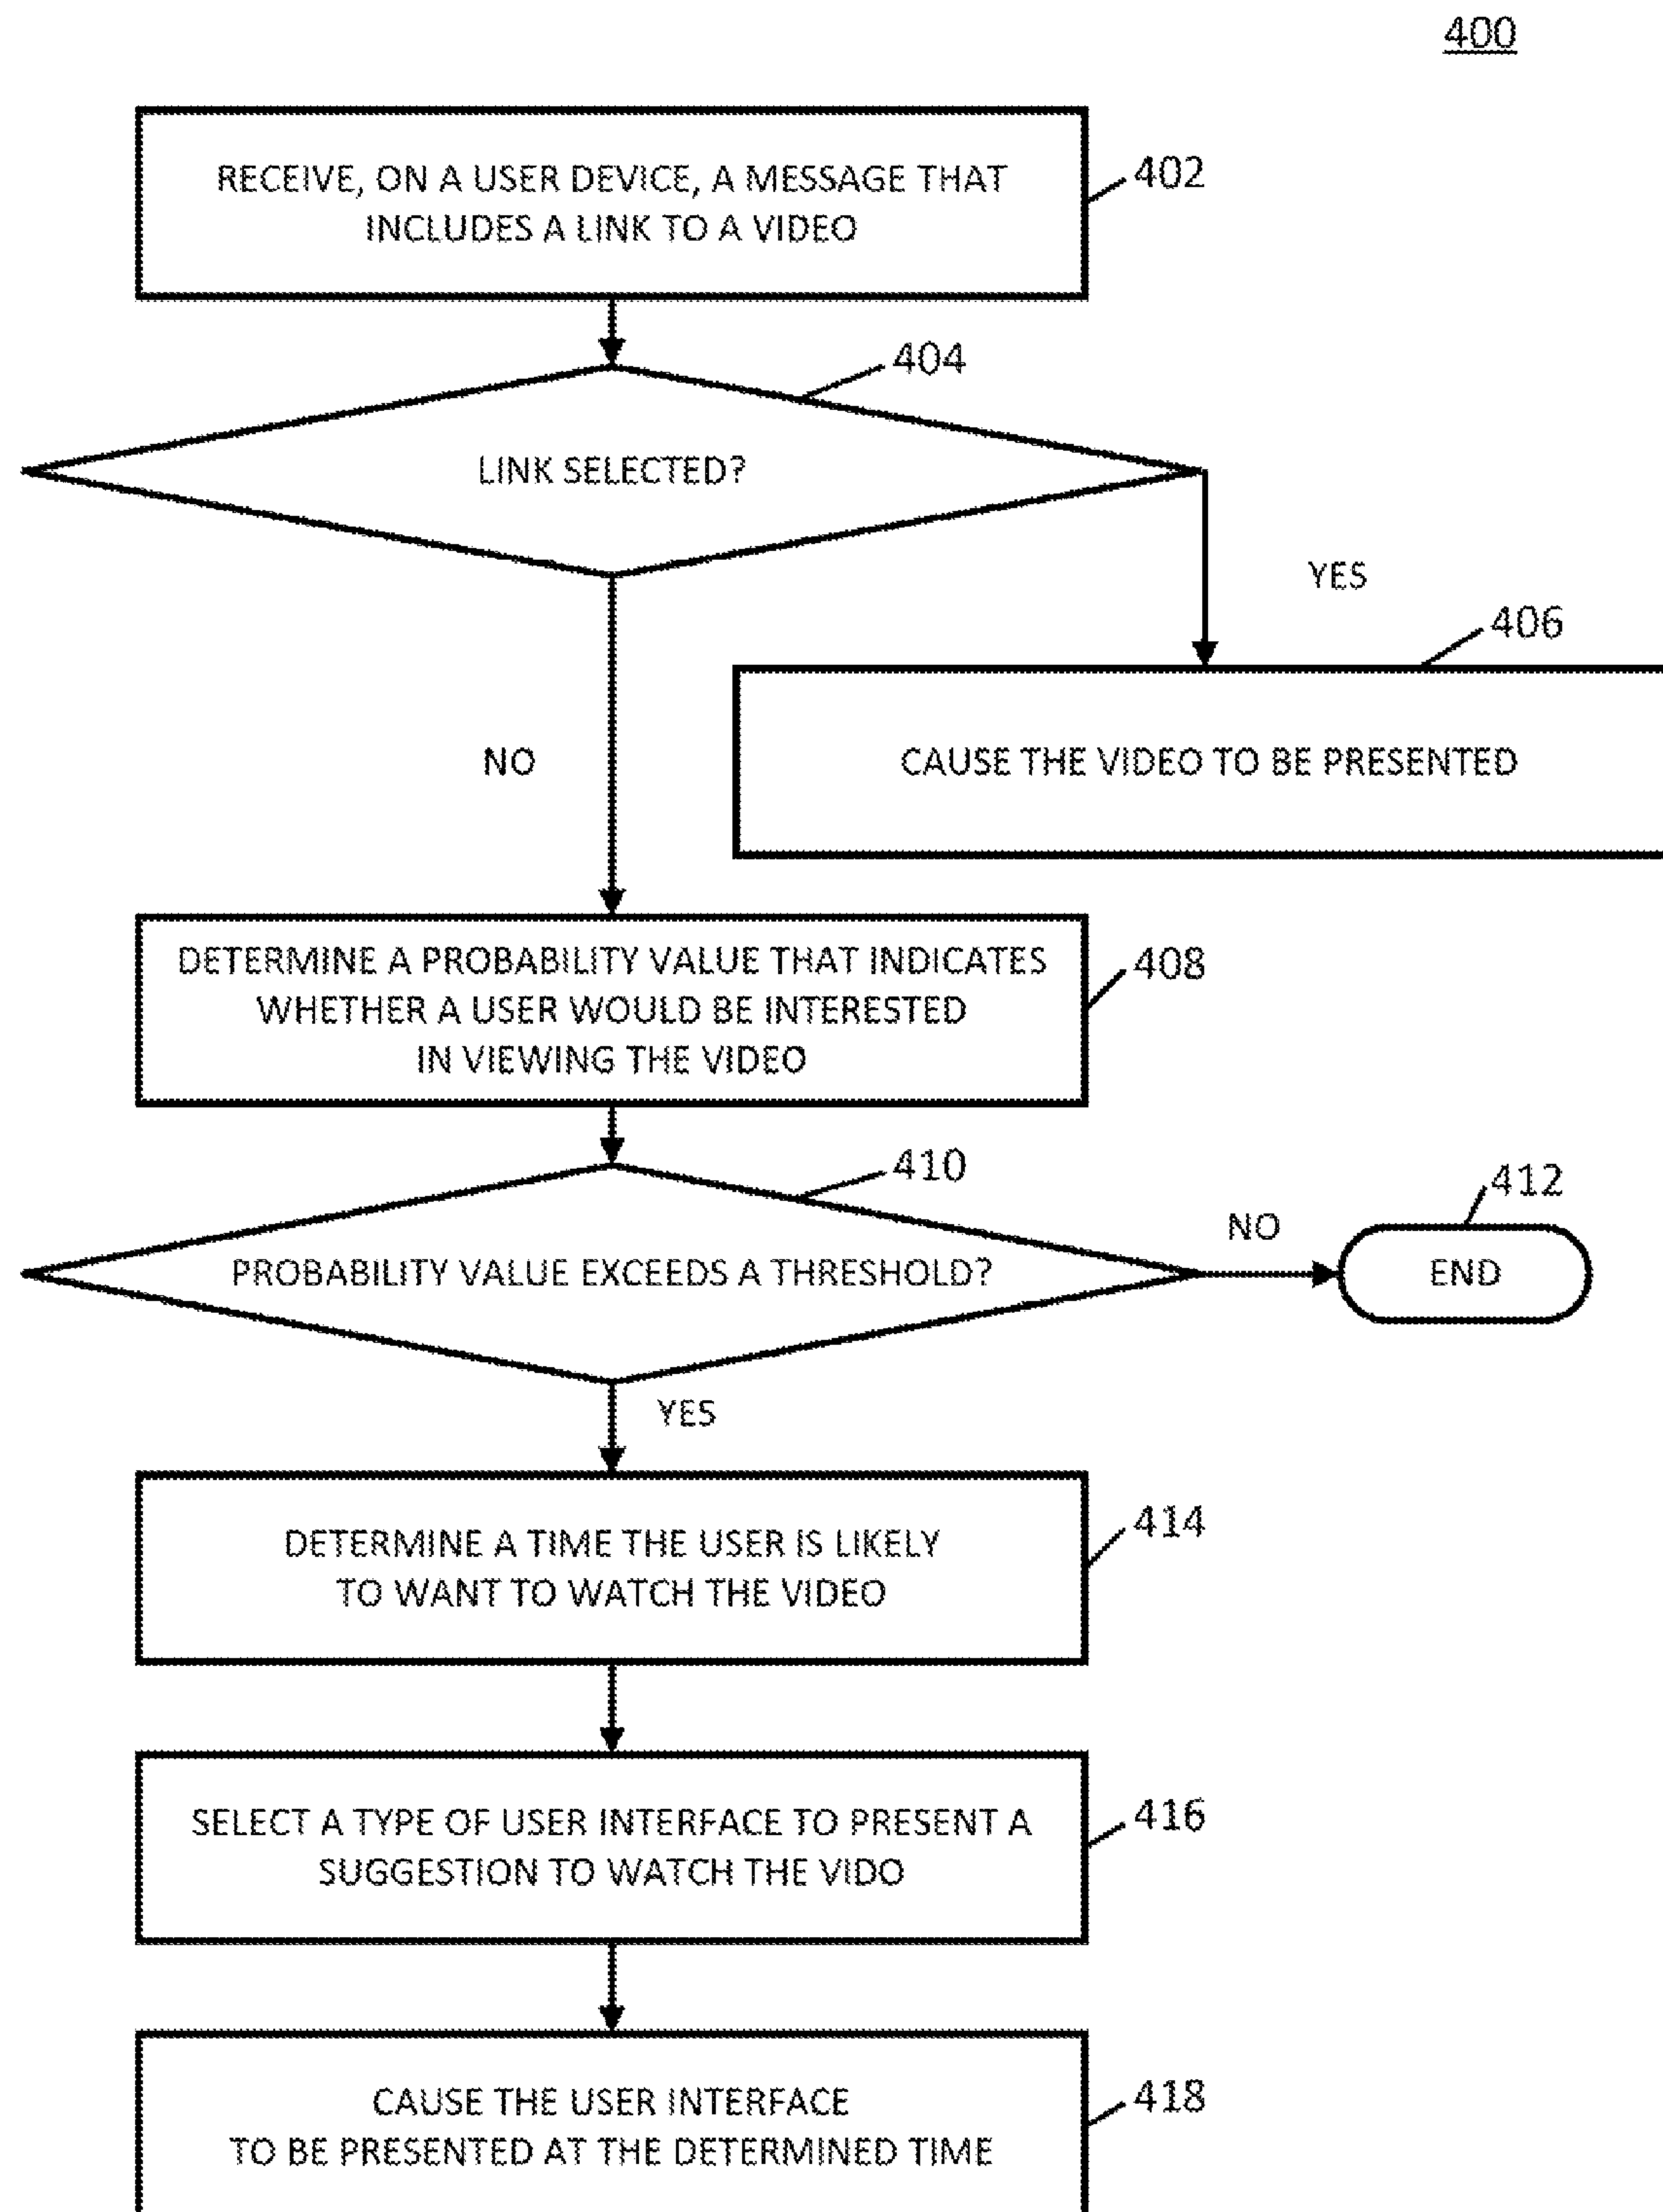 400
RECEIVE, ON A USER DEVICE, A MESSAGE THAT
INCLUDES A LINK TO A VIDEO
402
404
LINK SELECTED?
YES
406
CAUSE THE VIDEO TO BE PRESENTED
NO
DETERMINE A PROBABILITY VALUE THAT INDICATES
WHETHER A USER WOULD BE INTERESTED
IN VIEWING THE VIDEO
408
410
PROBABILITY VALUE EXCEEDS A THRESHOLD?
NO
412
END
YES
DETERMINE A TIME THE USER IS LIKELY
TO WANT TO WATCH THE VIDEO
414
SELECT A TYPE OF USER INTERFACE TO PRESENT A
SUGGESTION TO WATCH THE VIDO
416
CAUSE THE USER INTERFACE
TO BE PRESENTED AT THE DETERMINED TIME
418